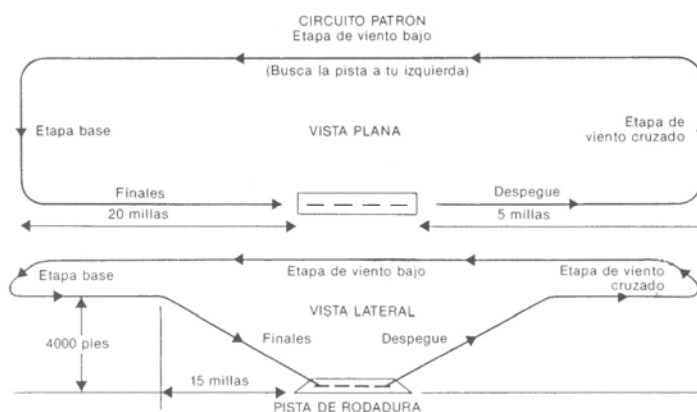 CIRCUITO PATRON
Etapa de viento bajo
(Busca la pista a tu izquierda)
Etapa base
VISTA PLANA
Etapa de
viento cruzado
Finales
Despegue
20 millas
5 millas
Etapa base
Etapa de viento bajo
Etapa de viento
cruzado
VISTA LATERAL
4000 pies
Finales
Despegue
15 millas
PISTA DE RODADURA